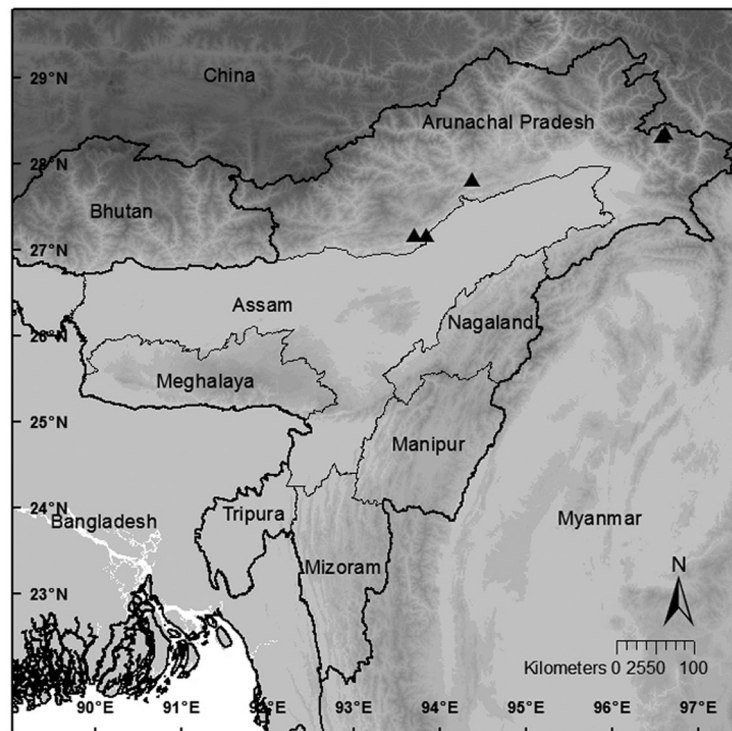 29°N
China
Arunachal Pradesh
28°N
Bhutan
27°N
Assam
Nagaland
26°N
Meghalaya
25°N
Manipur
24°N
Bangladesh
Tripura
Myanmar
Mizoram
23°N
N
Kilometers 0 2550 100
90°E 91°E 92°E 93°E 94°E 95°E 96°E 97°E